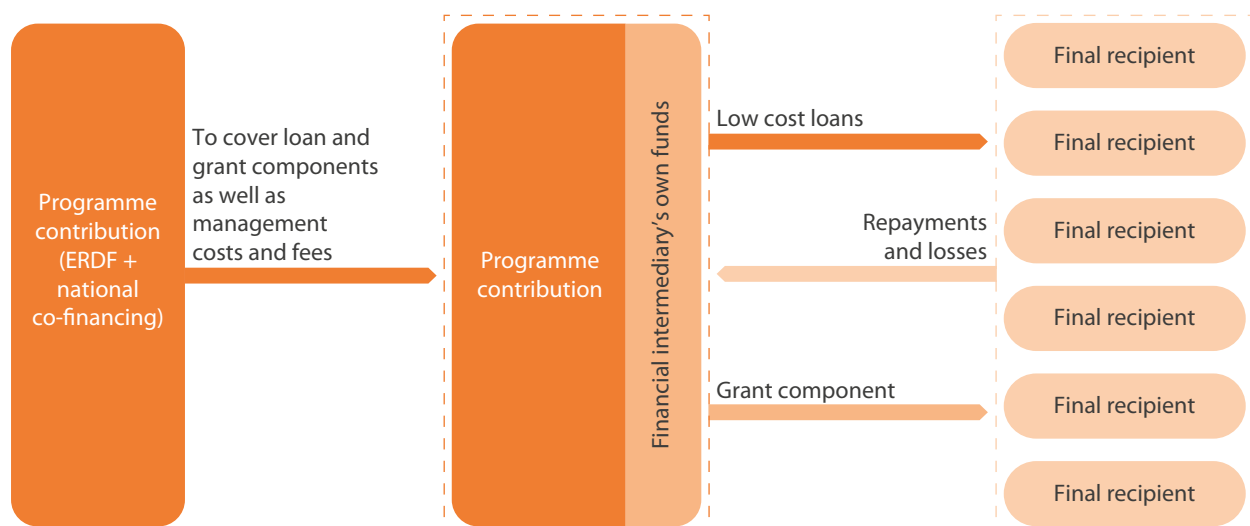 Programme
contribution
(ERDF +
national
co-financing)
To cover loan and
grant components
as well as
management
costs and fees
Programme
contribution
Financial intermediary's own funds
Low cost loans
Repayments
and losses
Grant component
Final recipient
Final recipient
Final recipient
Final recipient
Final recipient
Final recipient